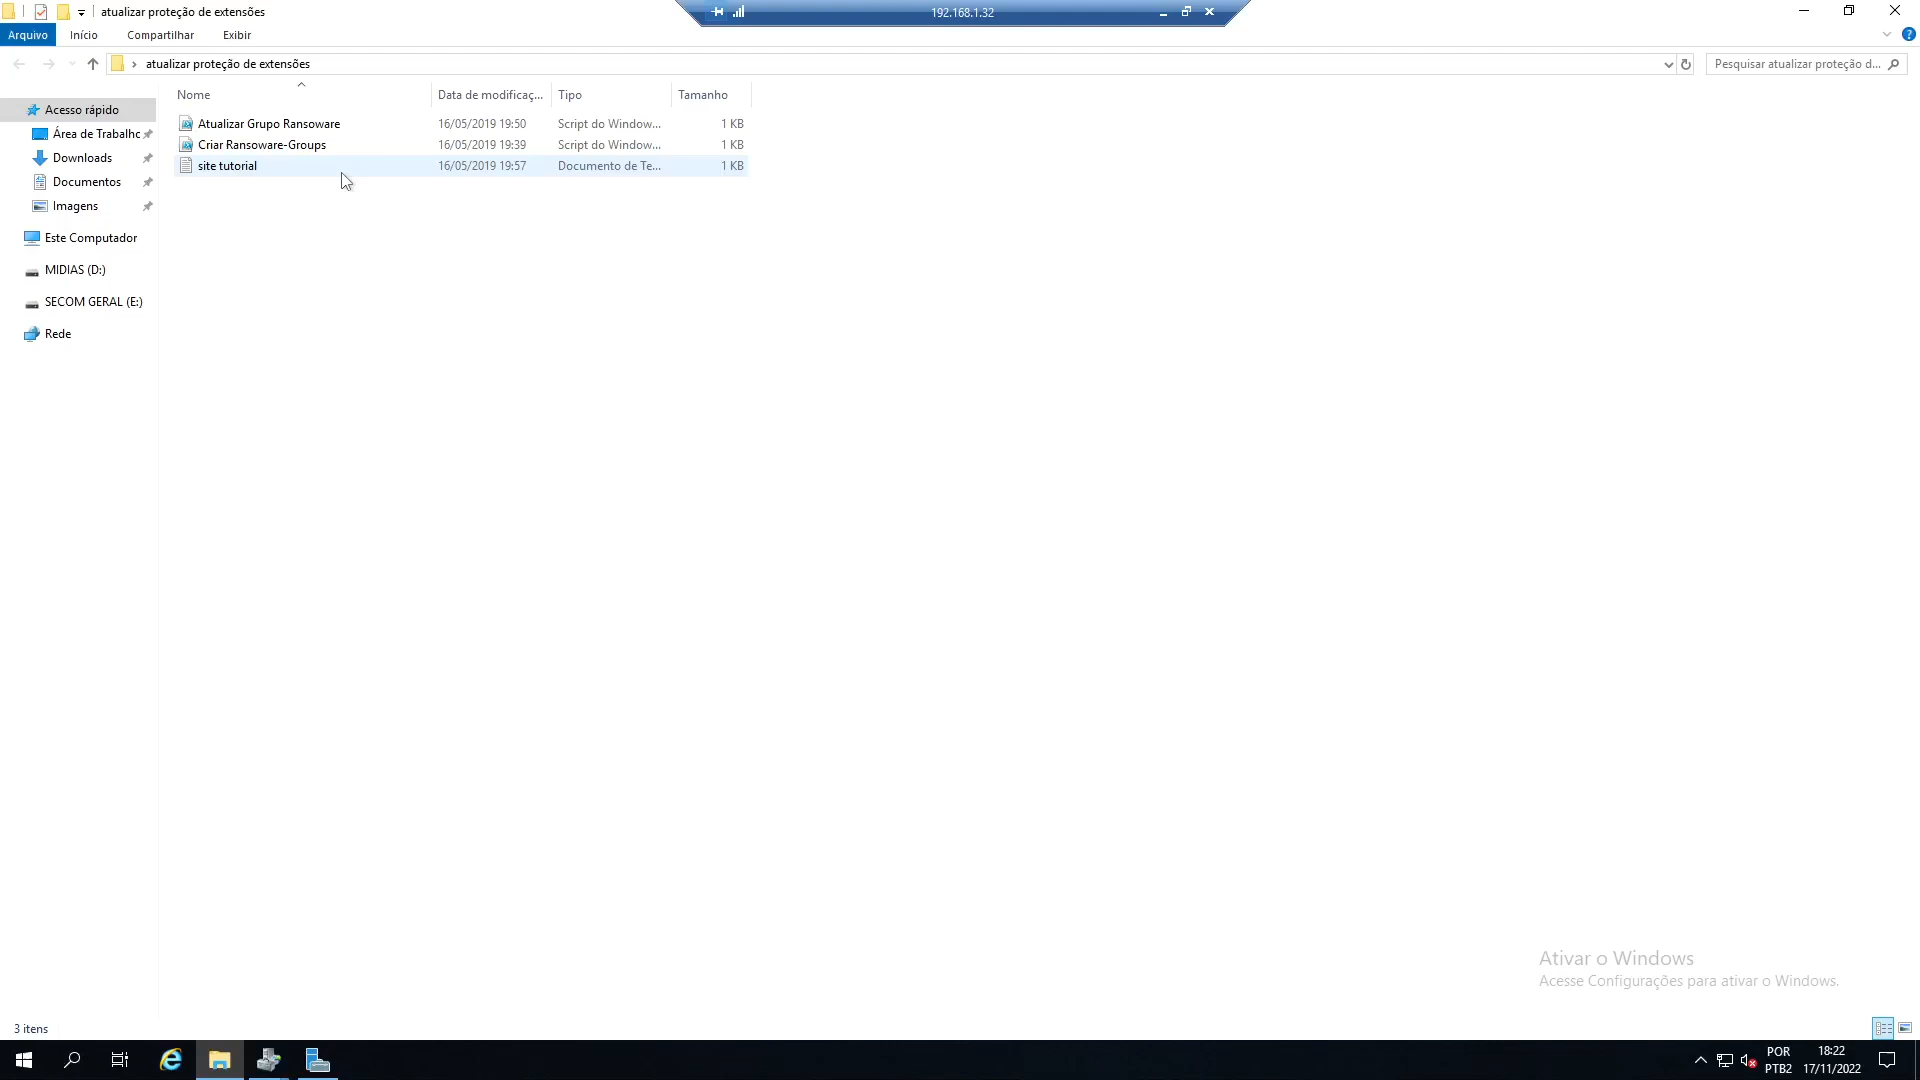 atualizar proteção de extensões
192.168.1.32
Arquivo
Início
Compartilhar
Exibir
atualizar proteção de extensões
Pesquisar atualizar proteção d...
Nome
Data de modificaç...
Tipo
Tamanho
Atualizar Grupo Ransoware
16/05/2019 19:50
Script do Window...
1 KB
Criar Ransoware-Groups
16/05/2019 19:39
Script do Window...
1 KB
site tutorial
16/05/2019 19:57
Documento de Te...
1 KB
Acesso rápido
Área de Trabalhc
Downloads
Documentos
Imagens
Este Computador
MIDIAS (D:)
SECOM GERAL (E:)
Rede
Ativar o Windows
Acesse Configurações para ativar o Windows.
3 itens
POR
PTB2
18:22
17/11/2022